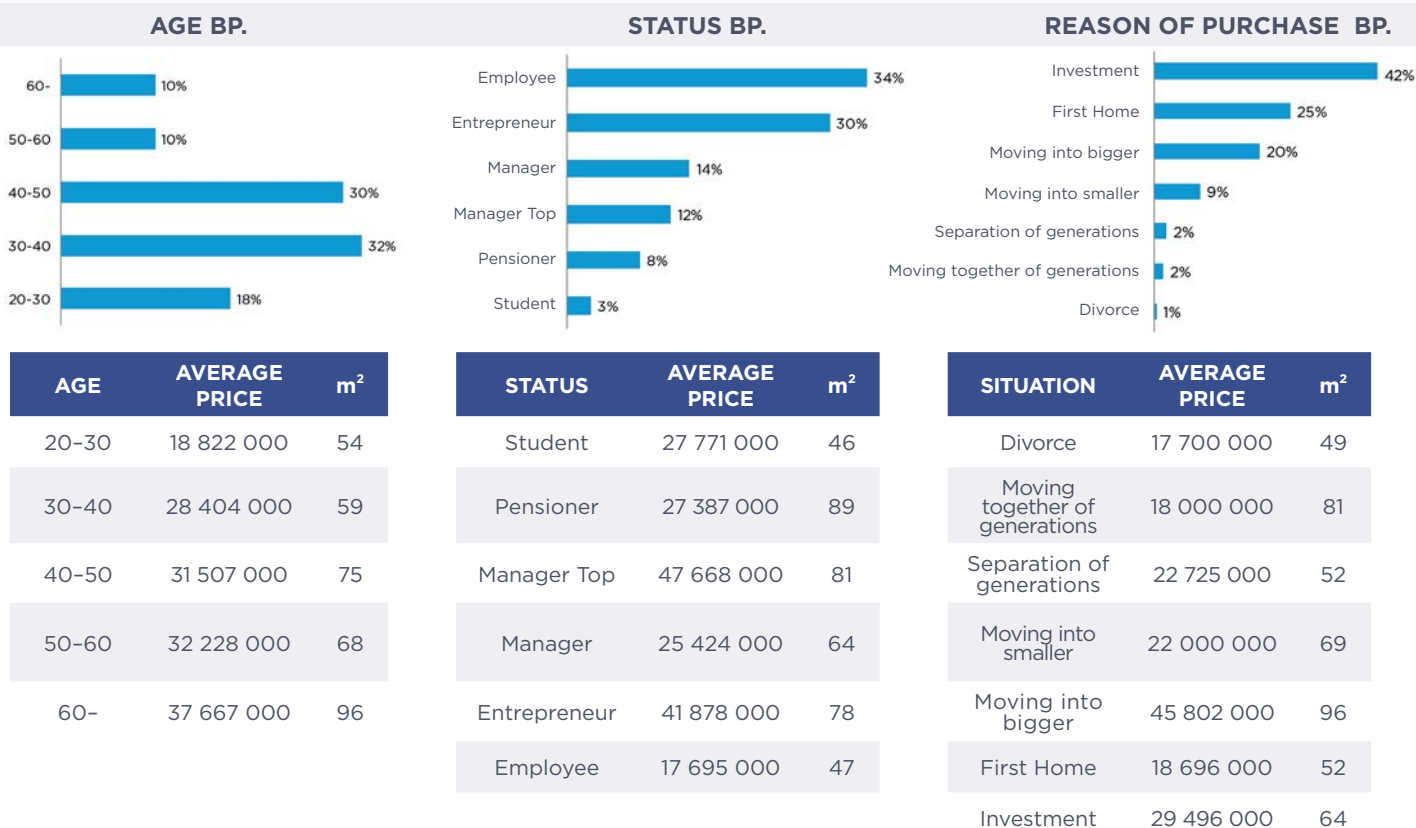 AGE BP.
60- 10%
50-60 10%
40-50 30%
30-40 32%
20-30 18%
STATUS BP.
Employee 34%
Entrepreneur 30%
Manager 14%
Manager Top 12%
Pensioner 8%
Student 3%
REASON OF PURCHASE BP.
Investment 42%
First Home 25%
Moving into bigger 20%
Moving into smaller 9%
Separation of generations 2%
Moving together of generations 2%
Divorce 1%
AGE AVERAGE PRICE m²
20–30 18 822 000 54
30–40 28 404 000 59
40–50 31 507 000 75
50–60 32 228 000 68
60– 37 667 000 96
STATUS AVERAGE PRICE m²
Student 27 771 000 46
Pensioner 27 387 000 89
Manager Top 47 668 000 81
Manager 25 424 000 64
Entrepreneur 41 878 000 78
Employee 17 695 000 47
SITUATION AVERAGE PRICE m²
Divorce 17 700 000 49
Moving together of generations 18 000 000 81
Separation of generations 22 725 000 52
Moving into smaller 22 000 000 69
Moving into bigger 45 802 000 96
First Home 18 696 000 52
Investment 29 496 000 64